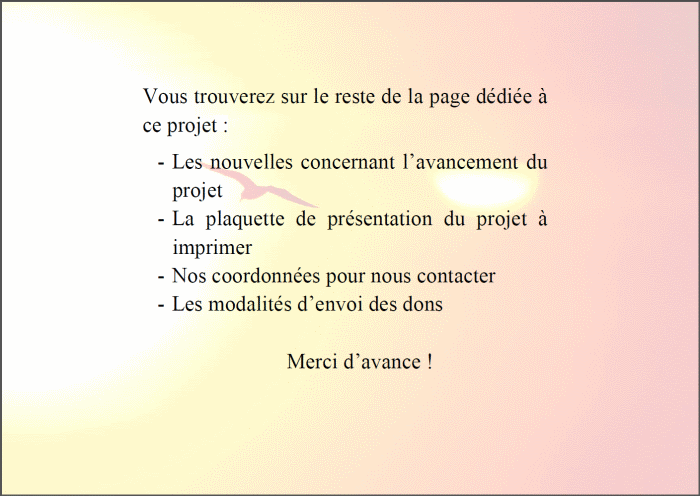 Vous trouverez sur le reste de la page dédiée à
ce projet :
- Les nouvelles concernant l’avancement du
projet
- La plaquette de présentation du projet à
imprimer
- Nos coordonnées pour nous contacter
- Les modalités d’envoi des dons
Merci d’avance !